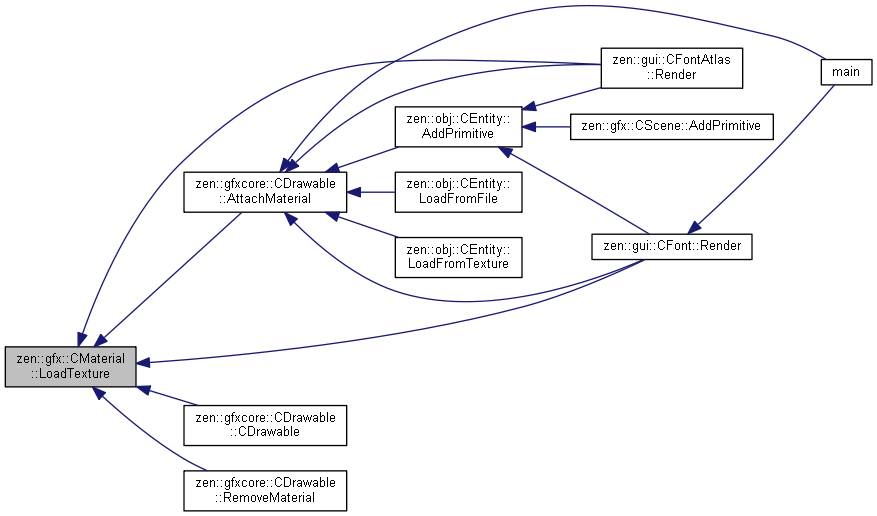 zen::gui::CFontAtlas
::Render
main
zen::obj::CEntity::
AddPrimitive
zen::gfx::CScene::AddPrimitive
zen::gfxcore::CDrawable
::AttachMaterial
zen::obj::CEntity::
LoadFromFile
zen::gui::CFont::Render
zen::obj::CEntity::
LoadFromTexture
zen::gfx::CMaterial
::LoadTexture
zen::gfxcore::CDrawable
::CDrawable
zen::gfxcore::CDrawable
::RemoveMaterial